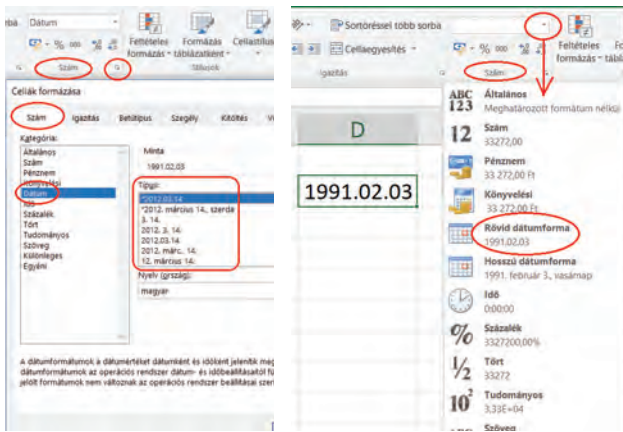 Dátum
% 000
Feltételes
formázás
Formázás
táblázatként
Cellastílus
Szám
Stílusok
Cellák formázása
Szám
Igazítás
Betűtípus
Szegély
Kitöltés
Kategória:
Általános
Szám
Pénznem
Könyvelési
Dátum
Idő
Százalék
Tört
Tudományos
Szöveg
Különleges
Egyéni
Minta
1991.02.03
Típus:
*2012.03.14
*2012. március 14., szerda
3. 14.
2012. 3. 14.
2012.03.14.
2012. márc. 14.
12. március 14.
Nyelv (ország):
magyar
A dátumformátumok a dátumértéket dátumként és időként jelenítik meg
dátumformátumok az operációs rendszer dátum- és időbeállításaitól fü
jelölt formátumok nem változnak az operációs rendszer beállításai szeri
Sortöréssel több sorba
Cellaegyesítés
Igazítás
% 000
Feltételes
formázás
Fo
táblá
Szám
D
1991.02.03
ABC
123
Általános
Meghatározott formátum nélkül
12
Szám
33272,00
Pénznem
33 272,00 Ft
Könyvelési
33 272,00 Ft
Rövid dátumforma
1991.02.03
Hosszú dátumforma
1991. február 3., vasárnap
Idő
0:00:00
%
Százalék
3327200,00%
1/2
Tört
33272
10²
Tudományos
3,33E+04
Szöveg